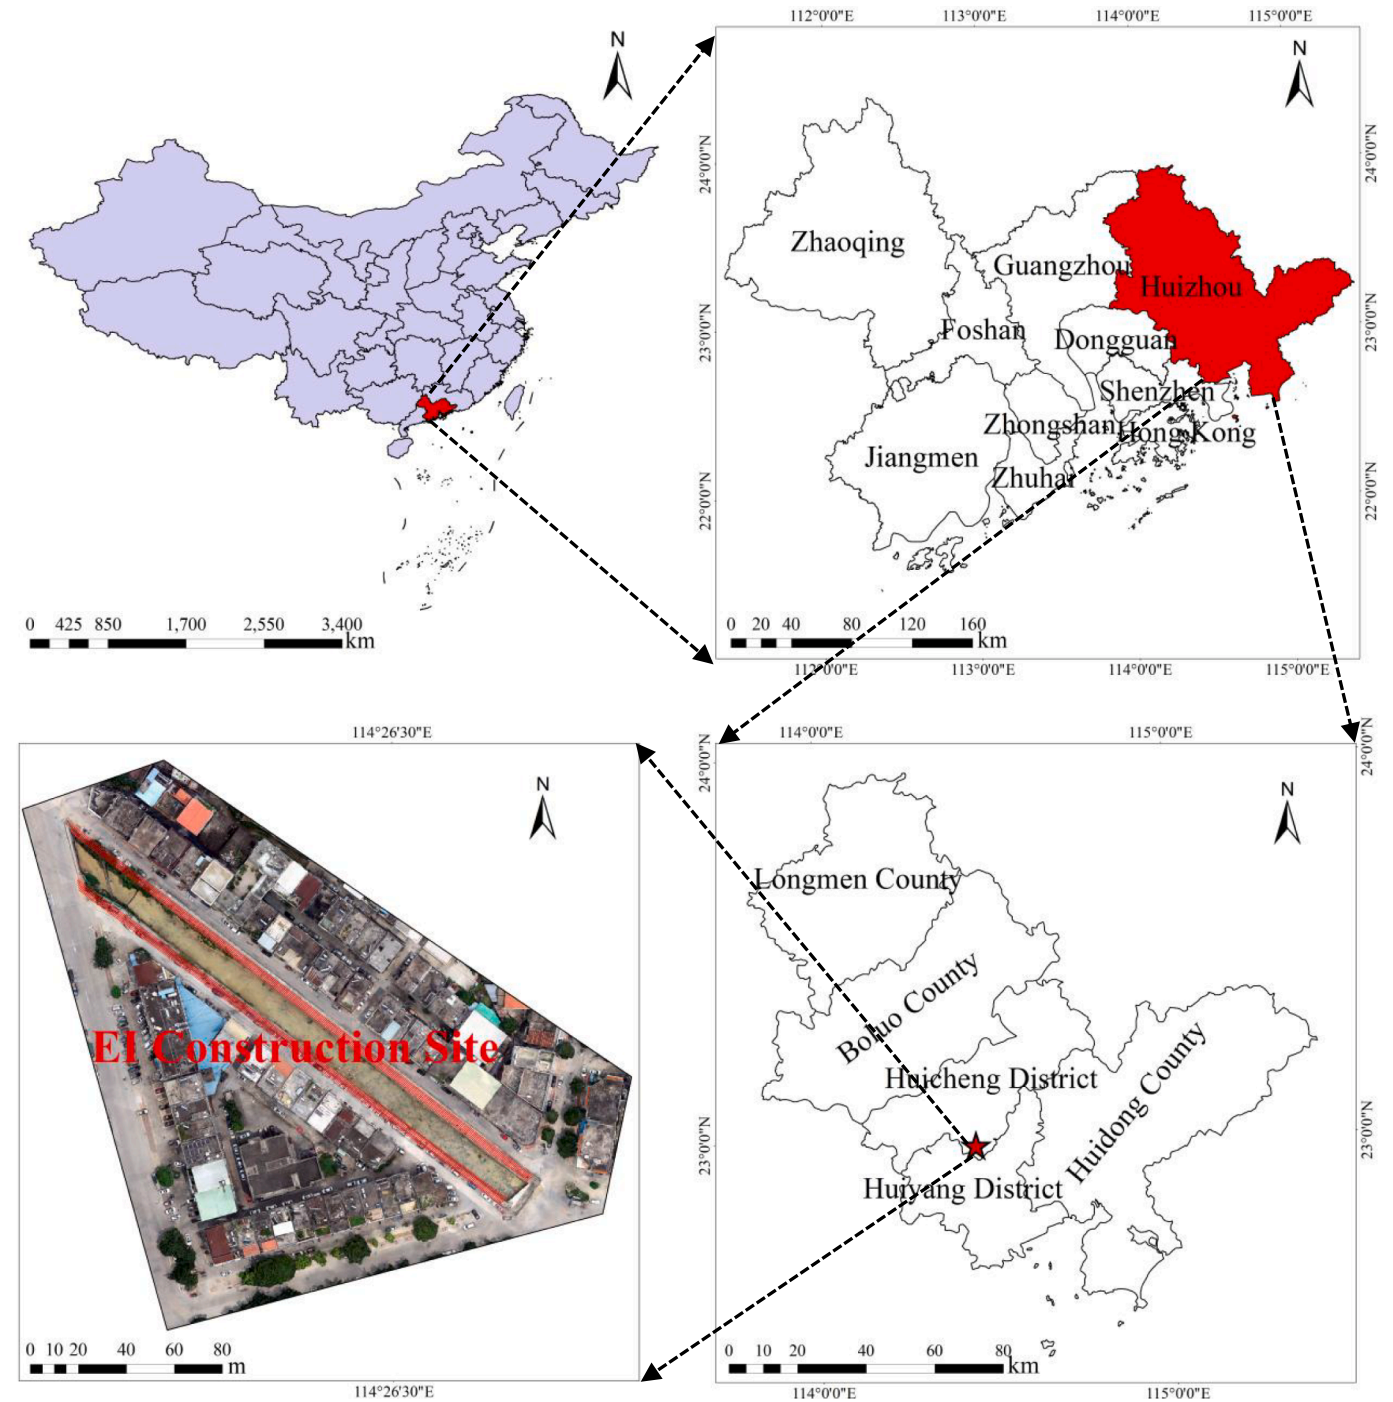 N
0 425 850 1,700 2,550 3,400 km
112°0'0"E 113°0'0"E 114°0'0"E 115°0'0"E
N
24°0'0"N 24°0'0"N
Zhaoqing
Guangzhou
Huizhou
Foshan
Dongguan
23°0'0"N 23°0'0"N
Shenzhen
Zhongshan
Hong Kong
Jiangmen
Zhuhai
22°0'0"N 22°0'0"N
0 20 40 80 120 160 km
112°0'0"E 113°0'0"E 114°0'0"E 115°0'0"E
114°26'30"E
N
EI Construction Site
0 10 20 40 60 80 m
114°26'30"E
114°0'0"E 115°0'0"E
24°0'0"N 24°0'0"N
N
Longmen County
Boluo County
Huicheng District
Huidong County
23°0'0"N 23°0'0"N
Huiyang District
0 10 20 40 60 80 km
114°0'0"E 115°0'0"E